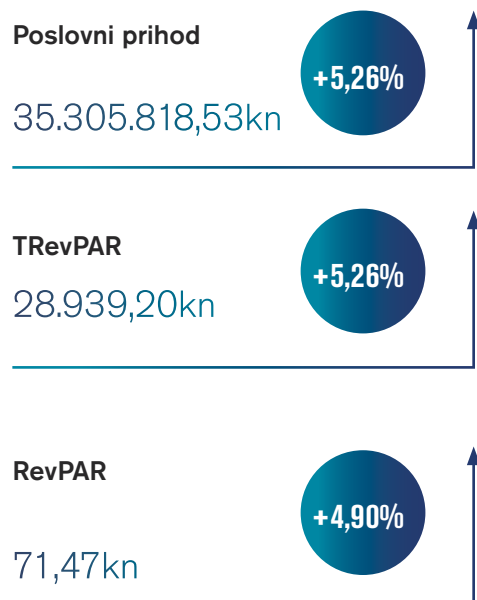 Poslovni prihod
+5,26%
35.305.818,53kn
TRevPAR
+5,26%
28.939,20kn
RevPAR
+4,90%
71,47kn